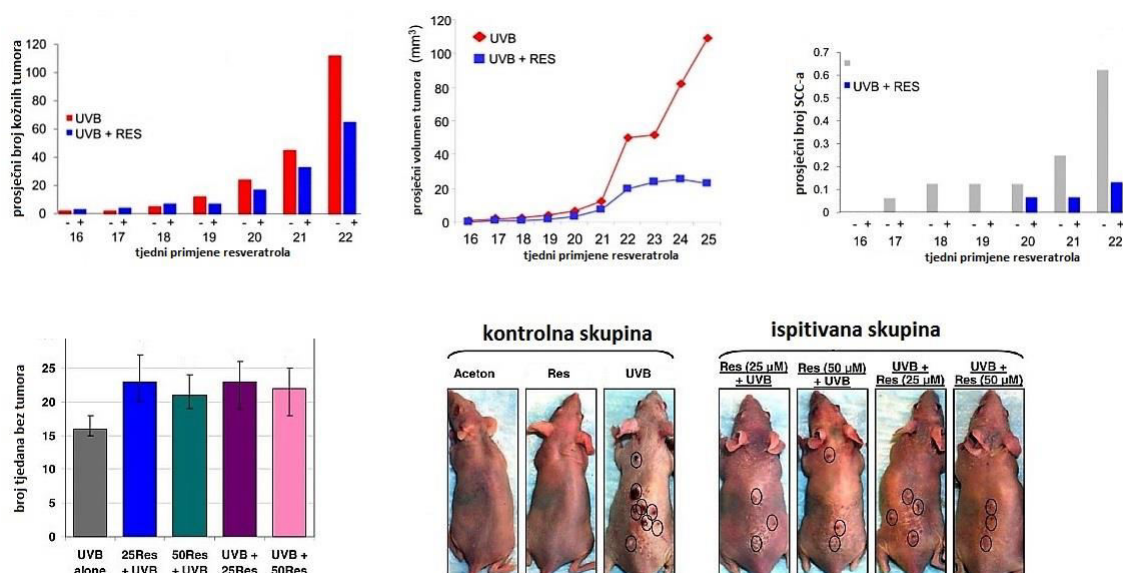 120
100
80
60
40
20
0
prosječni broj kožnih tumora
UVB
UVB + RES
- + - + - + - + - + - + - +
16 17 18 19 20 21 22
tjedni primjene resveratrola
120
100
80
60
40
20
0
prosječni volumen tumora (mm³)
UVB
UVB + RES
16 17 18 19 20 21 22 23 24 25
tjedni primjene resveratrola
0.7
0.6
0.5
0.4
0.3
0.2
0.1
0
prosječni broj SCC-a
UVB + RES
- + - + - + - + - + - + - +
16 17 18 19 20 21 22
tjedni primjene resveratrola
25
20
15
10
5
0
broj tjedana bez tumora
UVB alone
25Res + UVB
50Res + UVB
UVB + 25Res
UVB + 50Res
kontrolna skupina
Aceton Res UVB
ispitivana skupina
Res (25 µM) + UVB
Res (50 µM) + UVB
UVB + Res (25 µM)
UVB + Res (50 µM)